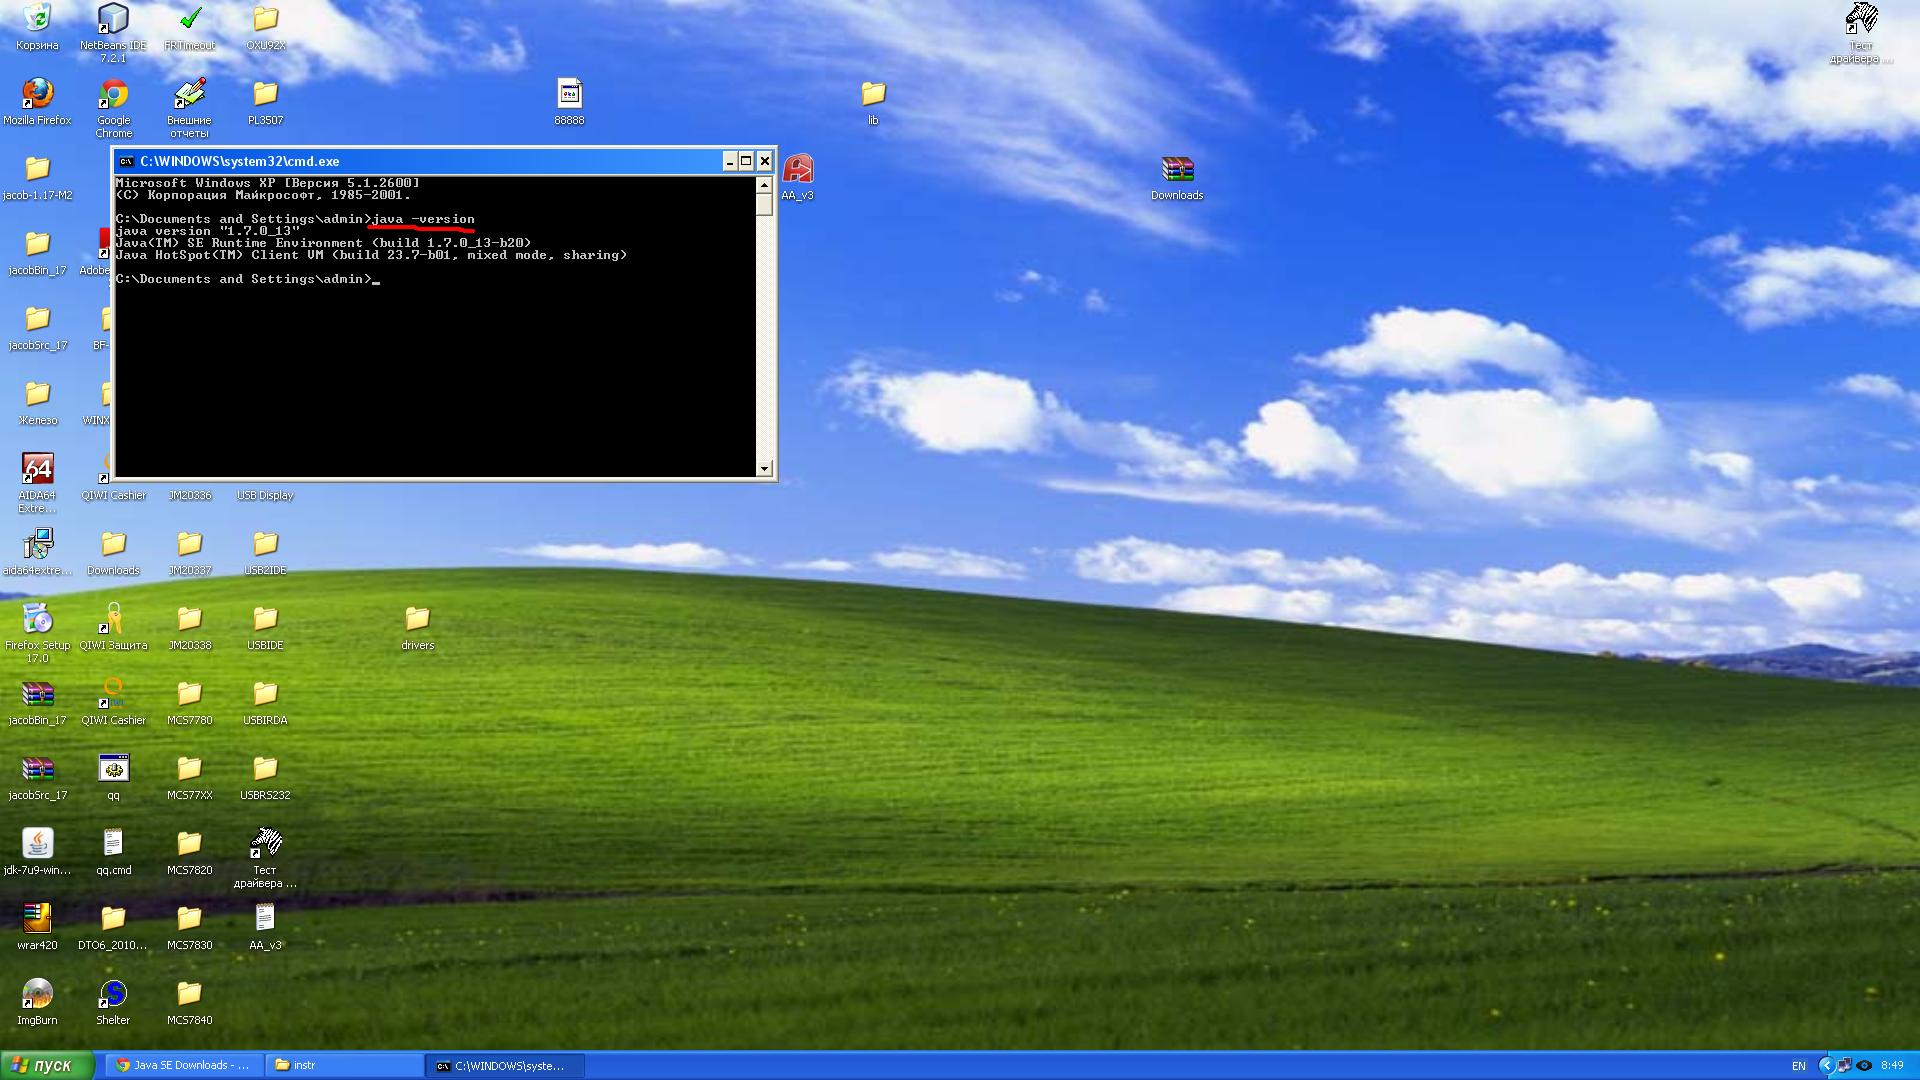 Корзина
NetBeans IDE
7.2.1
FRTimeout
OXU92X
Тест
драйвера ...
Mozilla Firefox
Google
Chrome
Внешние
отчеты
PL3507
88888
lib
C:\WINDOWS\system32\cmd.exe
Microsoft Windows XP [Версия 5.1.2600]
(С) Корпорация Майкрософт, 1985-2001.
C:\Documents and Settings\admin>java -version
java version "1.7.0_13"
Java(TM) SE Runtime Environment (build 1.7.0_13-b20)
Java HotSpot(TM) Client VM (build 23.7-b01, mixed mode, sharing)
C:\Documents and Settings\admin>_
jacob-1.17-M2
AA_v3
Downloads
jacobBin_17
Adobe
jacobSrc_17
BF-
Железо
WINX
64
AIDA64
Extre...
QIWI Cashier
JM20336
USB Display
aida64extre...
Downloads
JM20337
USB2IDE
Firefox Setup
17.0
QIWI Защита
JM20338
USBIDE
drivers
jacobBin_17
QIWI Cashier
MCS7780
USBIRDA
jacobSrc_17
qq
MCS77XX
USBRS232
jdk-7u9-win...
qq.cmd
MCS7820
Тест
драйвера ...
wrar420
DTO6_2010...
MCS7830
AA_v3
ImgBurn
Shelter
MCS7840
пуск
Java SE Downloads - ...
instr
C:\WINDOWS\syste...
EN
8:49